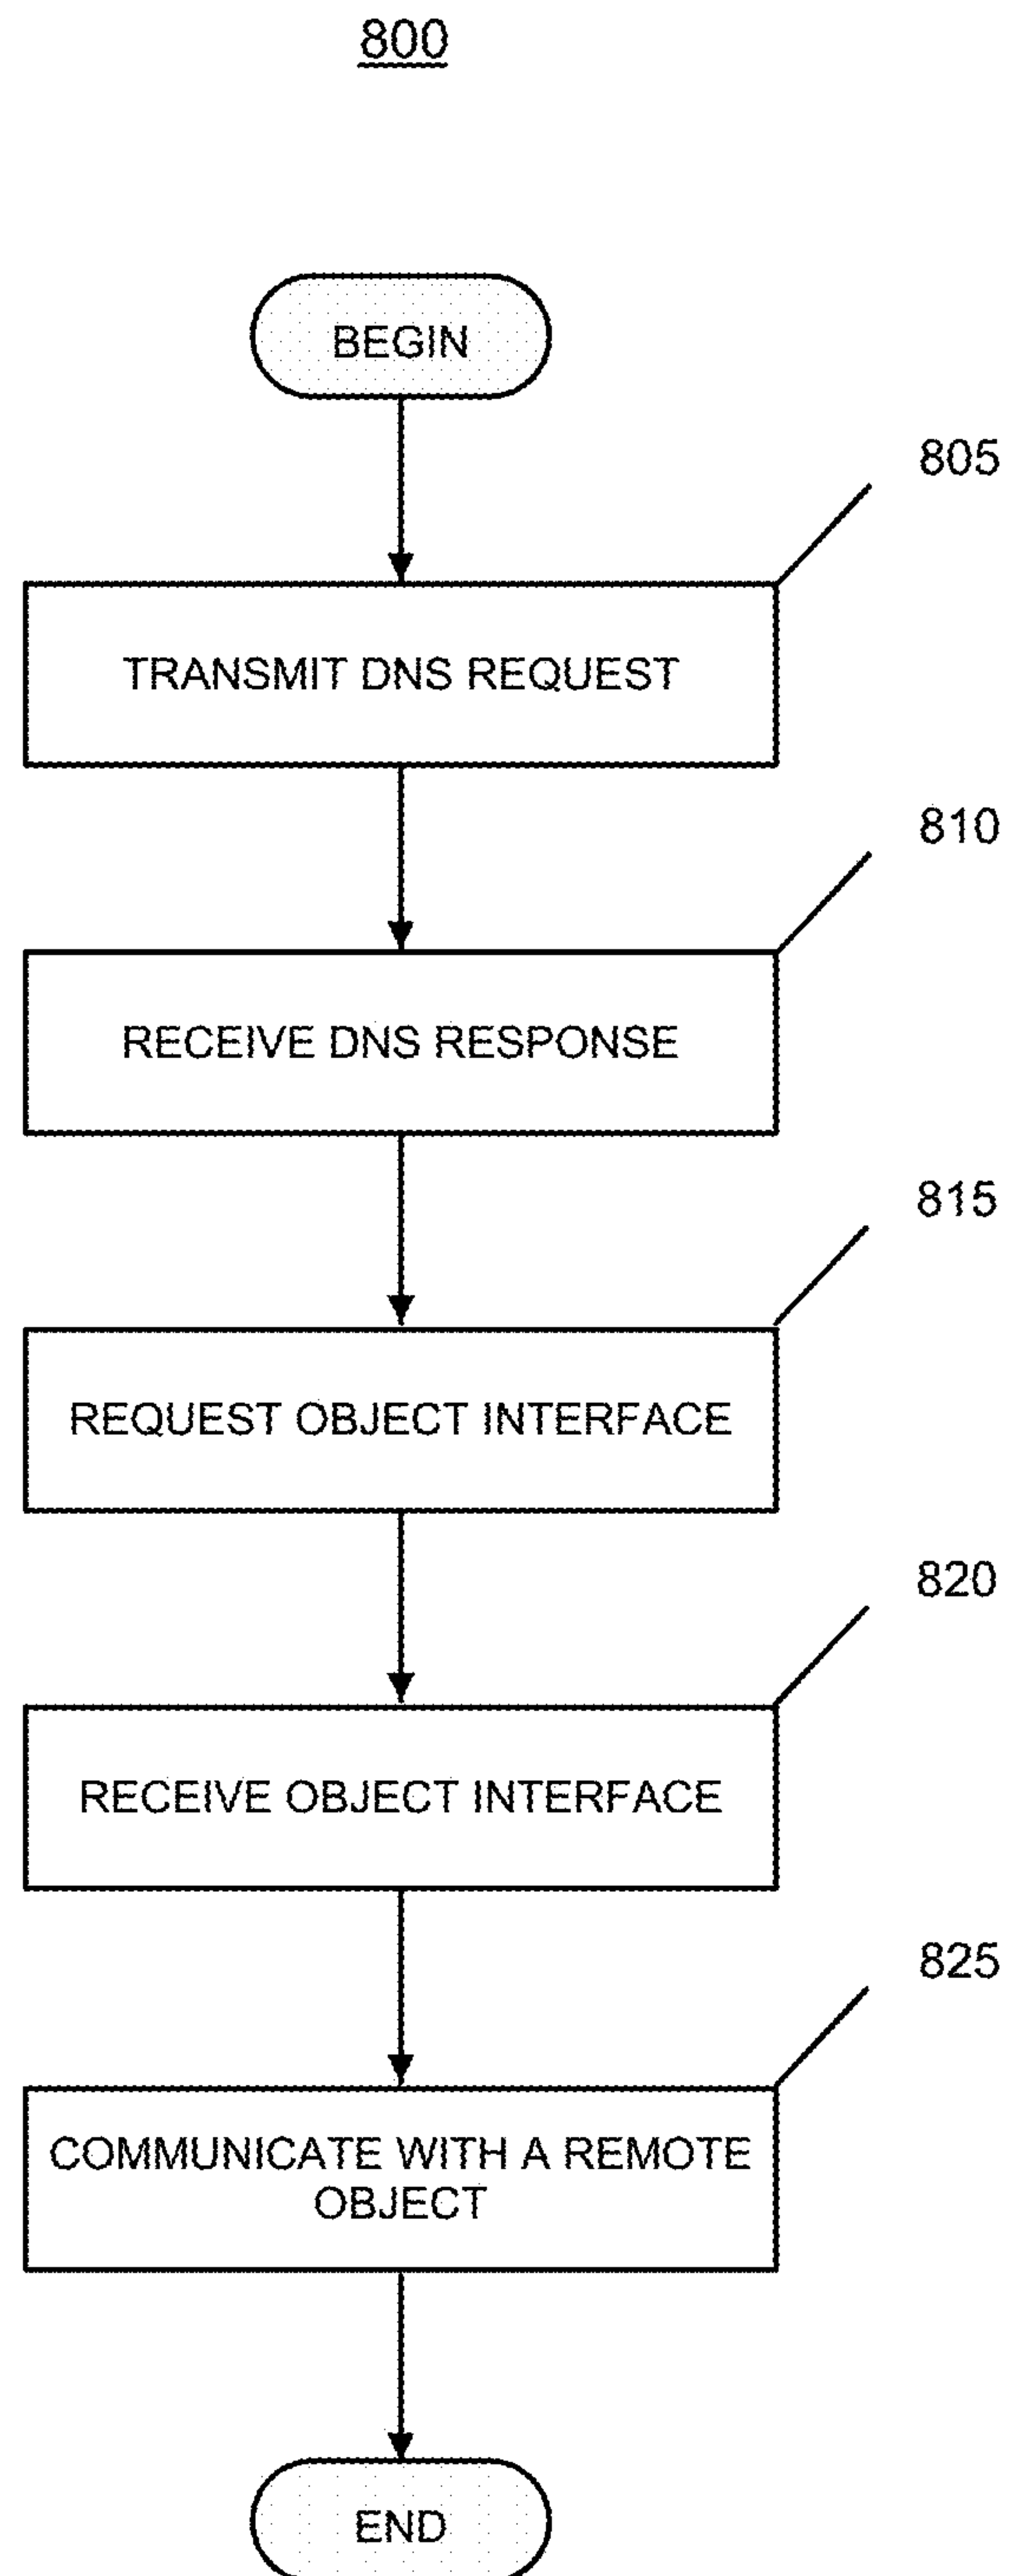 800
BEGIN
805
TRANSMIT DNS REQUEST
810
RECEIVE DNS RESPONSE
815
REQUEST OBJECT INTERFACE
820
RECEIVE OBJECT INTERFACE
825
COMMUNICATE WITH A REMOTE
OBJECT
END